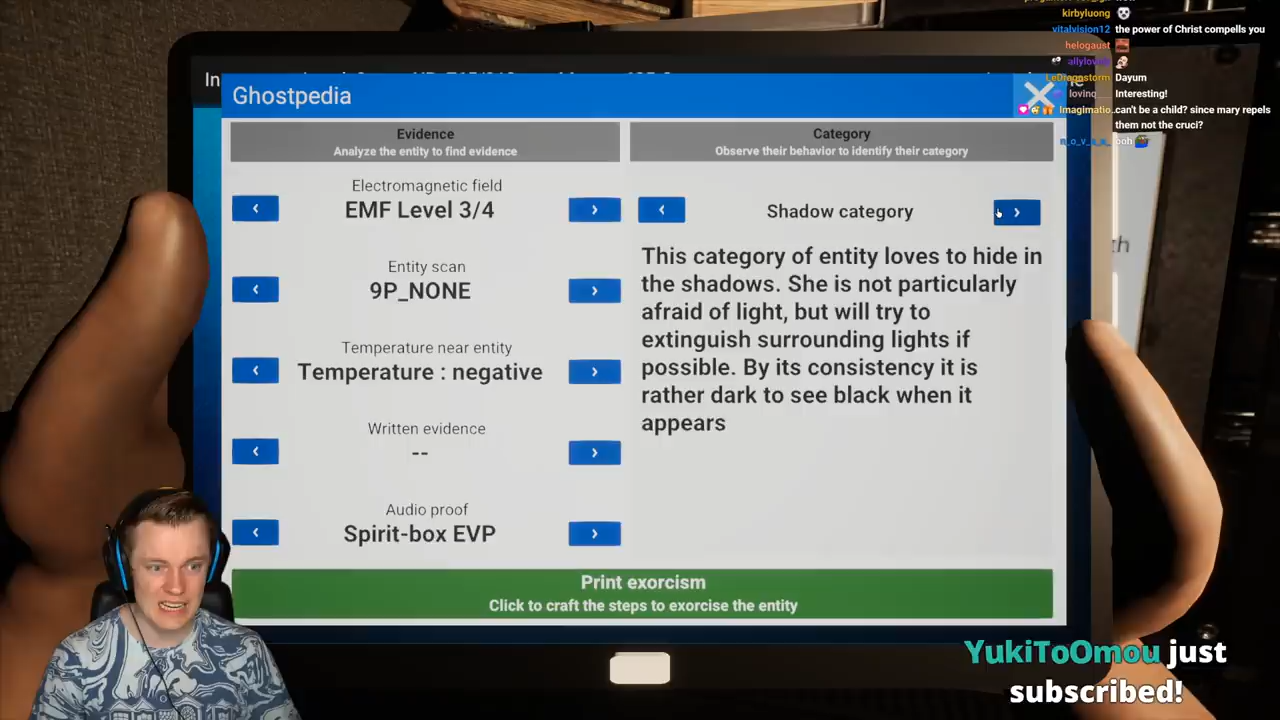 Ghostpedia
Evidence
Analyze the entity to find evidence
Category
Observe their behavior to identify their category
Electromagnetic field
EMF Level 3/4
Entity scan
9P_NONE
Temperature near entity
Temperature : negative
Written evidence
--
Audio proof
Spirit-box EVP
Shadow category
This category of entity loves to hide in
the shadows. She is not particularly
afraid of light, but will try to
extinguish surrounding lights if
possible. By its consistency it is
rather dark to see black when it
appears
Print exorcism
Click to craft the steps to exorcise the entity
kirbyluong
vitalvision12 the power of Christ compells you
helogaust
LeDragostorm Dayum
lovinq Interesting!
Imaginatio can't be a child? since mary repels
them not the cruci?
n_o_v_a_a_ ooh
YukiToOmou just
subscribed!